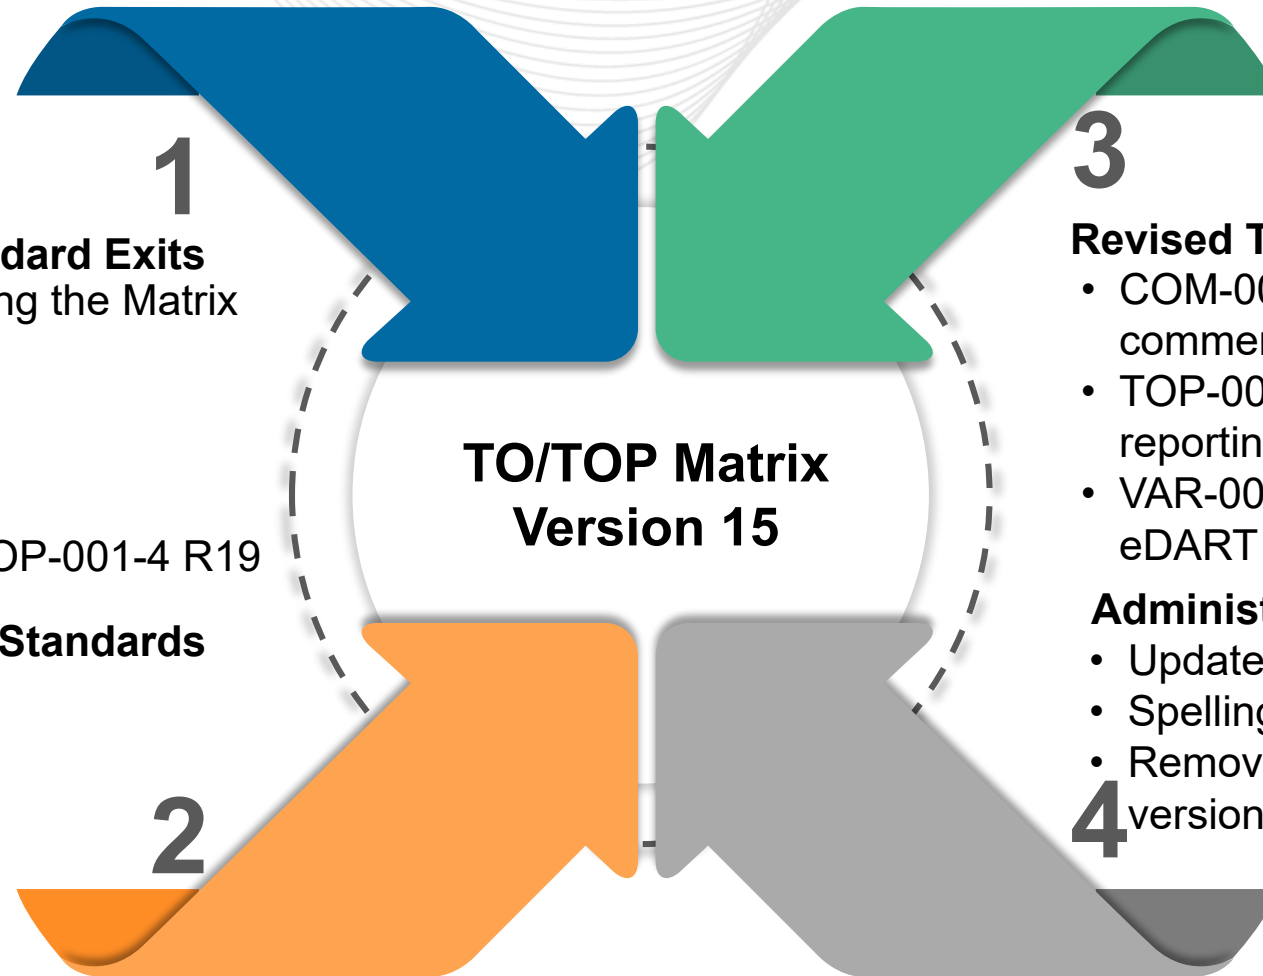 1
dard Exits
ng the Matrix
OP-001-4 R19
Standards
2
TO/TOP Matrix
Version 15
3
Revised T
• COM-00
commer
• TOP-00
reportin
• VAR-00
eDART
Administ
• Update
• Spelling
• Remov
version
4